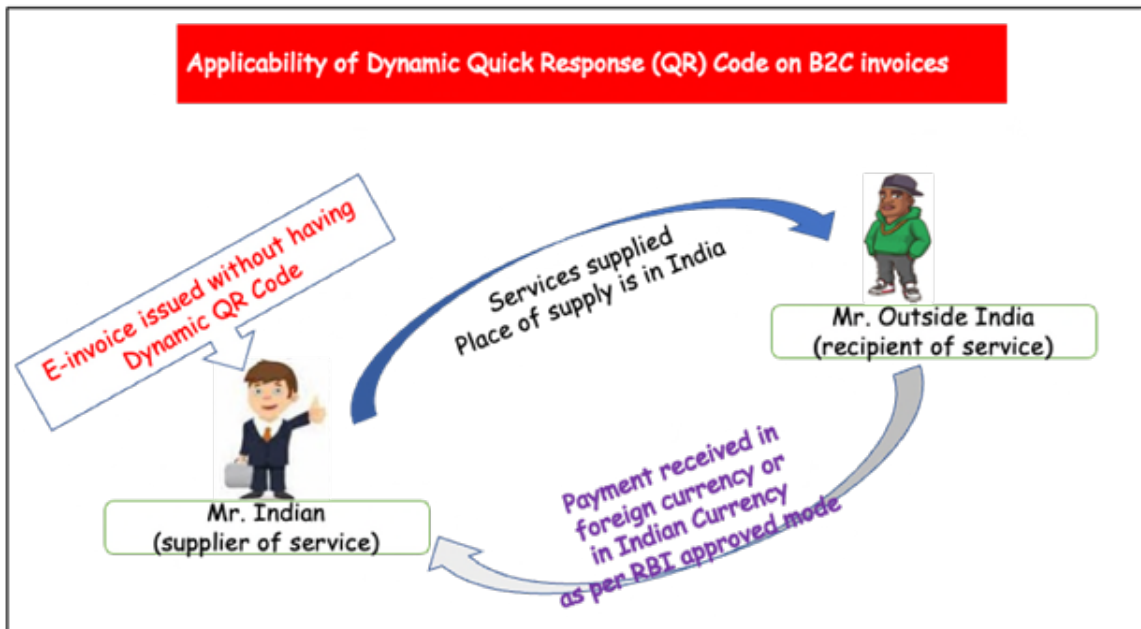 Applicability of Dynamic Quick Response (QR) Code on B2C invoices
E-invoice issued without having
Dynamic QR Code
Services supplied
Place of supply is in India
Mr. Outside India
(recipient of service)
Mr. Indian
(supplier of service)
Payment received in
foreign currency or
in Indian Currency
as per RBI approved mode